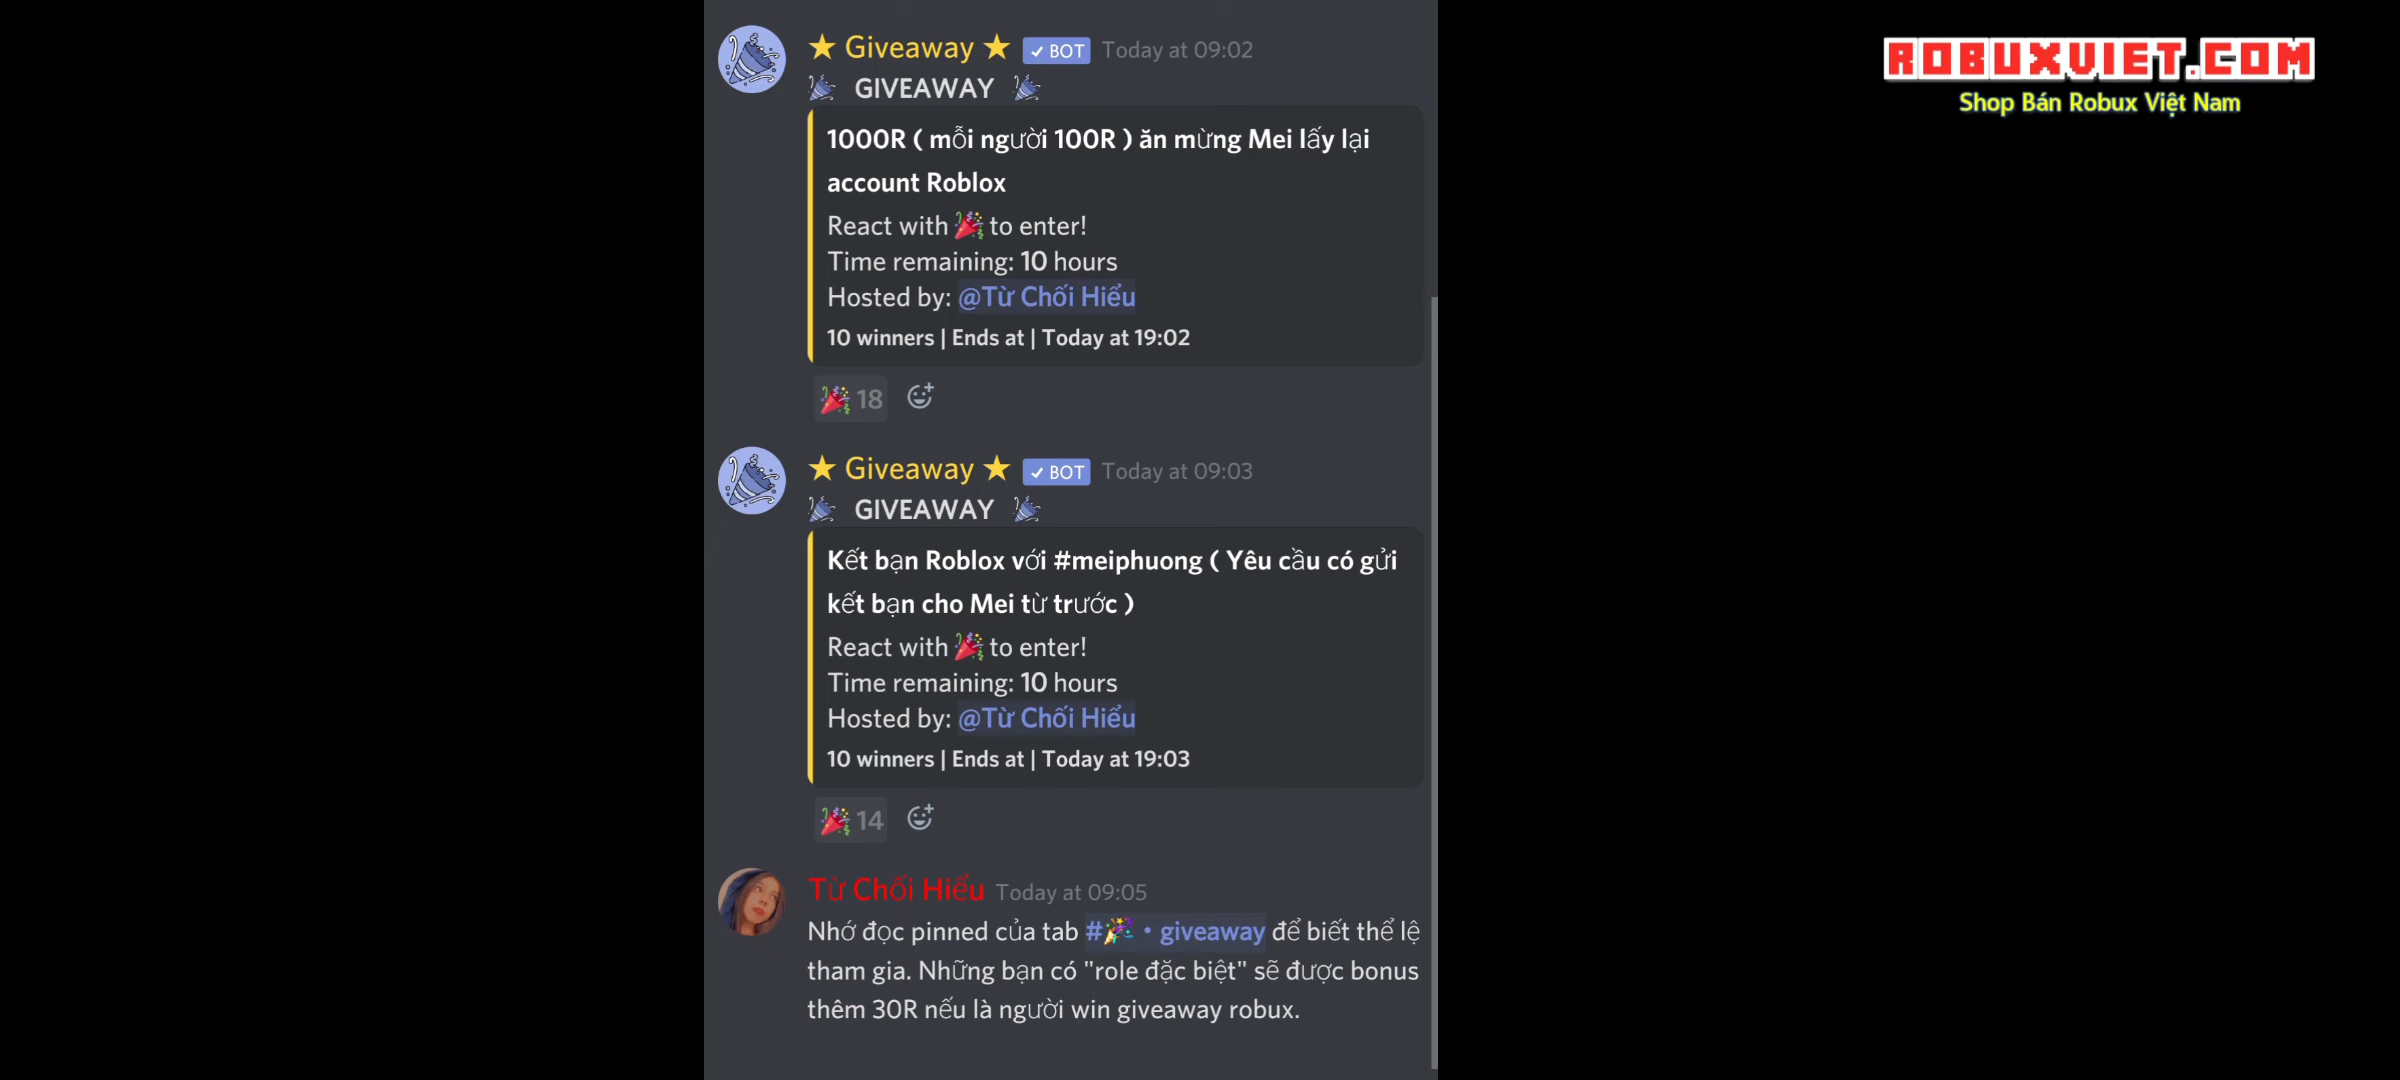 ★ Giveaway ★ ✓ BOT Today at 09:02
🎉 GIVEAWAY 🎉
1000R ( mỗi người 100R ) ăn mừng Mei lấy lại
account Roblox
React with 🎉 to enter!
Time remaining: 10 hours
Hosted by: @Từ Chối Hiểu
10 winners | Ends at | Today at 19:02
🎉 18
★ Giveaway ★ ✓ BOT Today at 09:03
🎉 GIVEAWAY 🎉
Kết bạn Roblox với #meiphuong ( Yêu cầu có gửi
kết bạn cho Mei từ trước )
React with 🎉 to enter!
Time remaining: 10 hours
Hosted by: @Từ Chối Hiểu
10 winners | Ends at | Today at 19:03
🎉 14
Từ Chối Hiểu Today at 09:05
Nhớ đọc pinned của tab #🎉・giveaway để biết thể lệ
tham gia. Những bạn có "role đặc biệt" sẽ được bonus
thêm 30R nếu là người win giveaway robux.
ROBUXVIET.COM
Shop Bán Robux Việt Nam